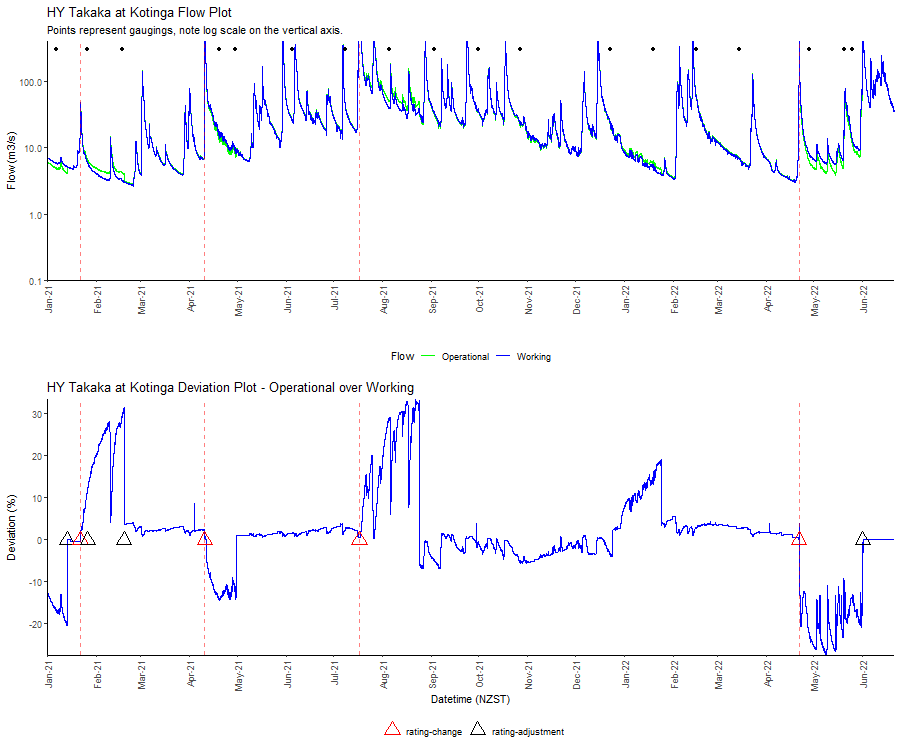 HY Takaka at Kotinga Flow Plot
Points represent gaugings, note log scale on the vertical axis.
Flow (m3/s)
100.0
10.0
1.0
0.1
Jan-21 Feb-21 Mar-21 Apr-21 May-21 Jun-21 Jul-21 Aug-21 Sep-21 Oct-21 Nov-21 Dec-21 Jan-22 Feb-22 Mar-22 Apr-22 May-22 Jun-22
Flow Operational Working
HY Takaka at Kotinga Deviation Plot - Operational over Working
Deviation (%)
30
20
10
0
-10
-20
Jan-21 Feb-21 Mar-21 Apr-21 May-21 Jun-21 Jul-21 Aug-21 Sep-21 Oct-21 Nov-21 Dec-21 Jan-22 Feb-22 Mar-22 Apr-22 May-22 Jun-22
Datetime (NZST)
rating-change rating-adjustment